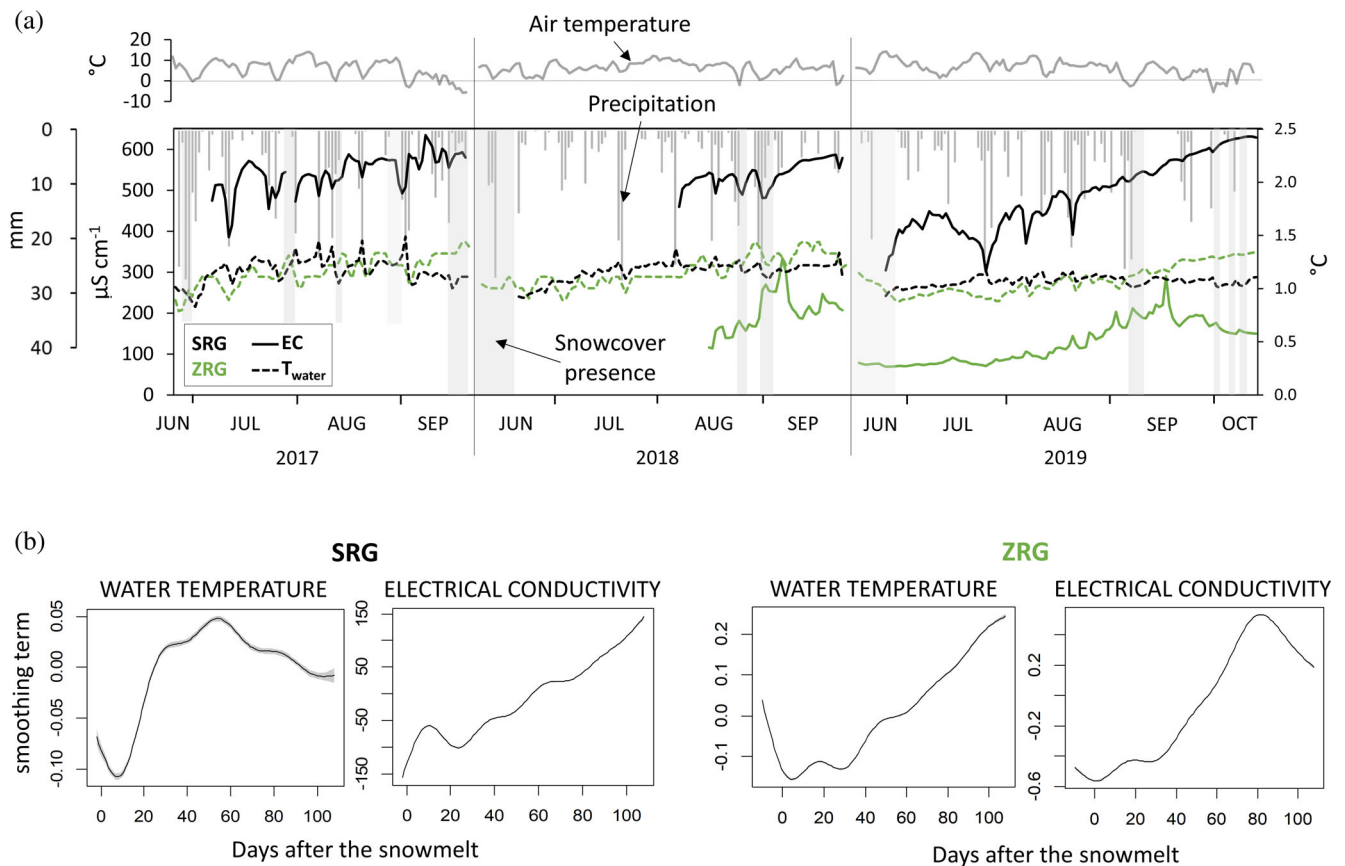 (a)
Air temperature
°C
20
10
0
-10
Precipitation
mm
0
10
20
30
40
µS cm⁻¹
600
500
400
300
200
100
0
2.5
2.0
1.5
1.0
0.5
0.0
°C
SRG EC
ZRG T water
Snowcover
presence
JUN JUL AUG SEP JUN JUL AUG SEP JUN JUL AUG SEP OCT
2017 2018 2019
(b)
SRG ZRG
WATER TEMPERATURE ELECTRICAL CONDUCTIVITY WATER TEMPERATURE ELECTRICAL CONDUCTIVITY
smoothing term
0.05
0.00
0.05
-0.10
150
50
-50
-150
0.2
0.1
0.0
-0.1
0.2
-0.2
-0.6
0 20 40 60 80 100 0 20 40 60 80 100 0 20 40 60 80 100 0 20 40 60 80 100
Days after the snowmelt Days after the snowmelt